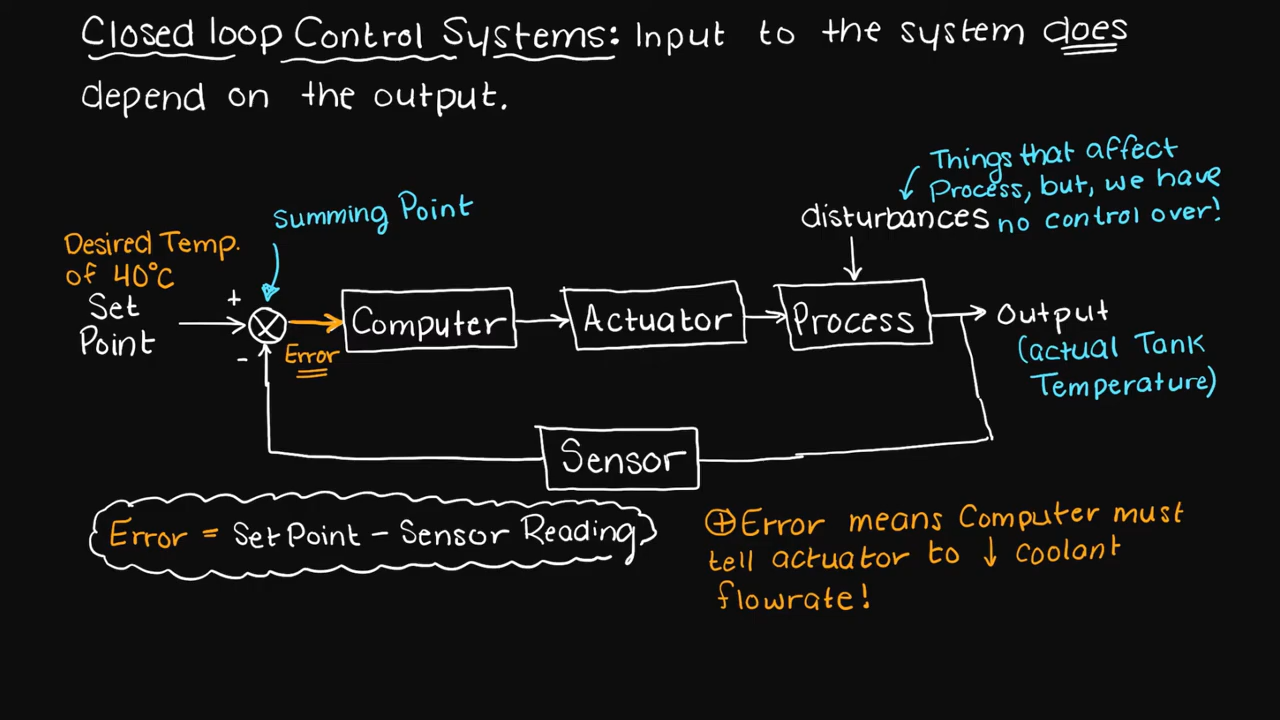 Closed loop Control Systems: Input to the system does
depend on the output.
Things that affect
Process, but, we have
no control over!
disturbances
summing Point
Desired Temp.
of 40°C
Set
Point
+
-
Error
Computer
Actuator
Process
Output
(actual Tank
Temperature)
Sensor
Error = Set Point - Sensor Reading
⊕ Error means Computer must
tell actuator to ↓ coolant
flowrate!